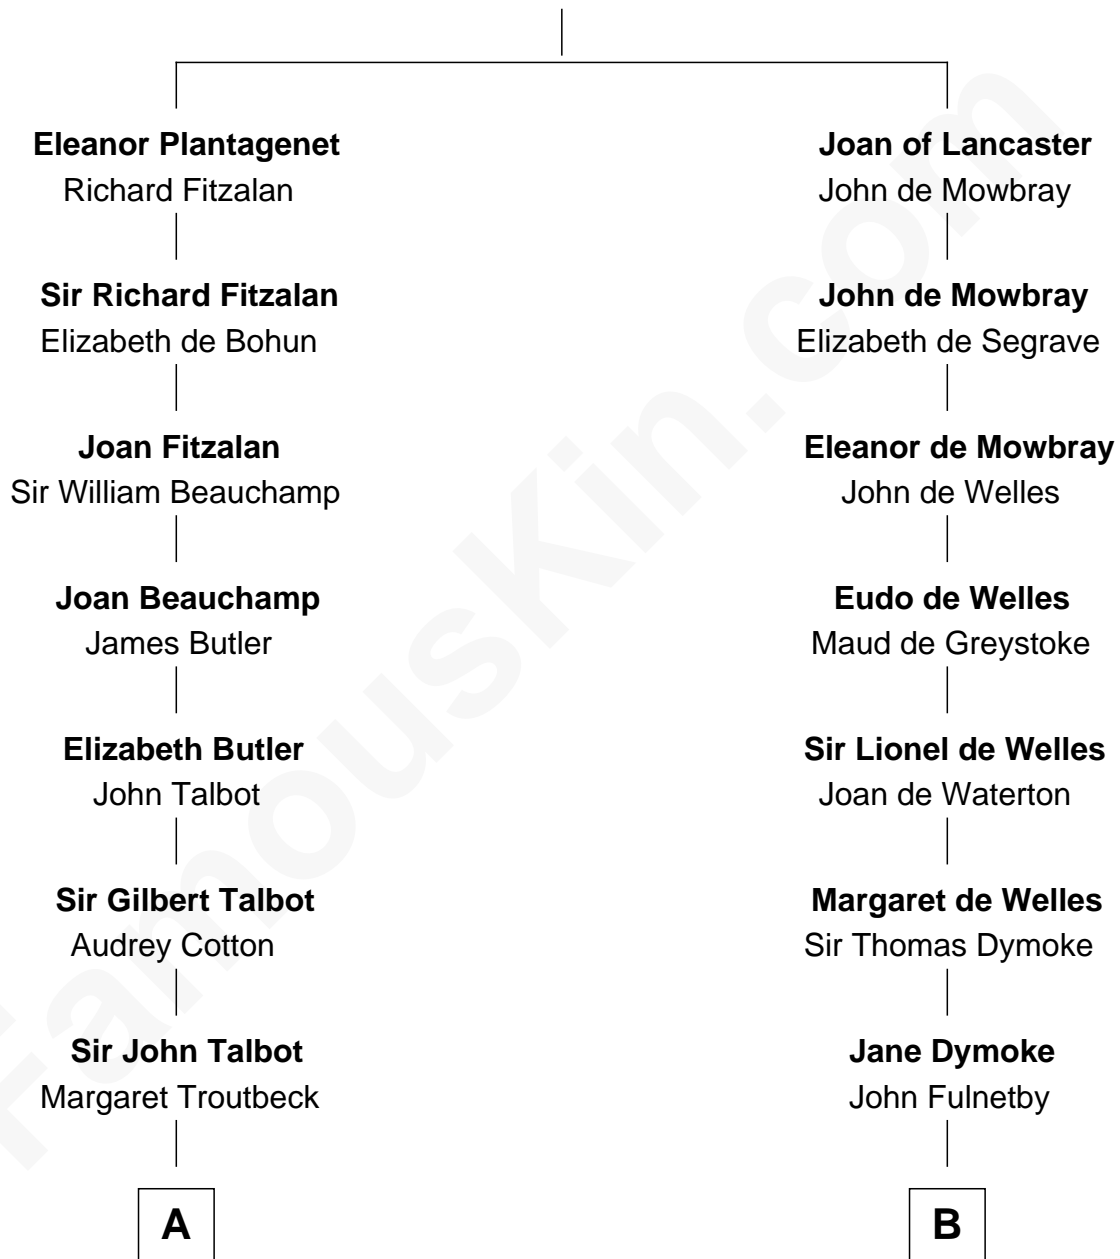 Eleanor Plantagenet
Richard Fitzalan
Sir Richard Fitzalan
Elizabeth de Bohun
Joan Fitzalan
Sir William Beauchamp
Joan Beauchamp
James Butler
Elizabeth Butler
John Talbot
Sir Gilbert Talbot
Audrey Cotton
Sir John Talbot
Margaret Troutbeck
A
Joan of Lancaster
John de Mowbray
John de Mowbray
Elizabeth de Segrave
Eleanor de Mowbray
John de Welles
Eudo de Welles
Maud de Greystoke
Sir Lionel de Welles
Joan de Waterton
Margaret de Welles
Sir Thomas Dymoke
Jane Dymoke
John Fulnetby
B
FamousKin.com